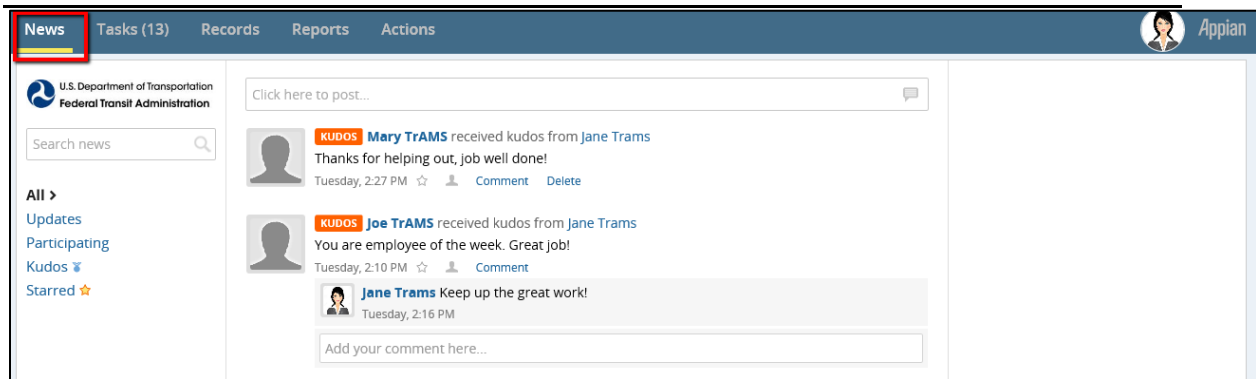 News Tasks (13) Records Reports Actions Appian
U.S. Department of Transportation
Federal Transit Administration
Search news
All >
Updates
Participating
Kudos
Starred
Click here to post...
KUDOS Mary TrAMS received kudos from Jane Trams
Thanks for helping out, job well done!
Tuesday, 2:27 PM Comment Delete
KUDOS Joe TrAMS received kudos from Jane Trams
You are employee of the week. Great job!
Tuesday, 2:10 PM Comment
Jane Trams Keep up the great work!
Tuesday, 2:16 PM
Add your comment here...